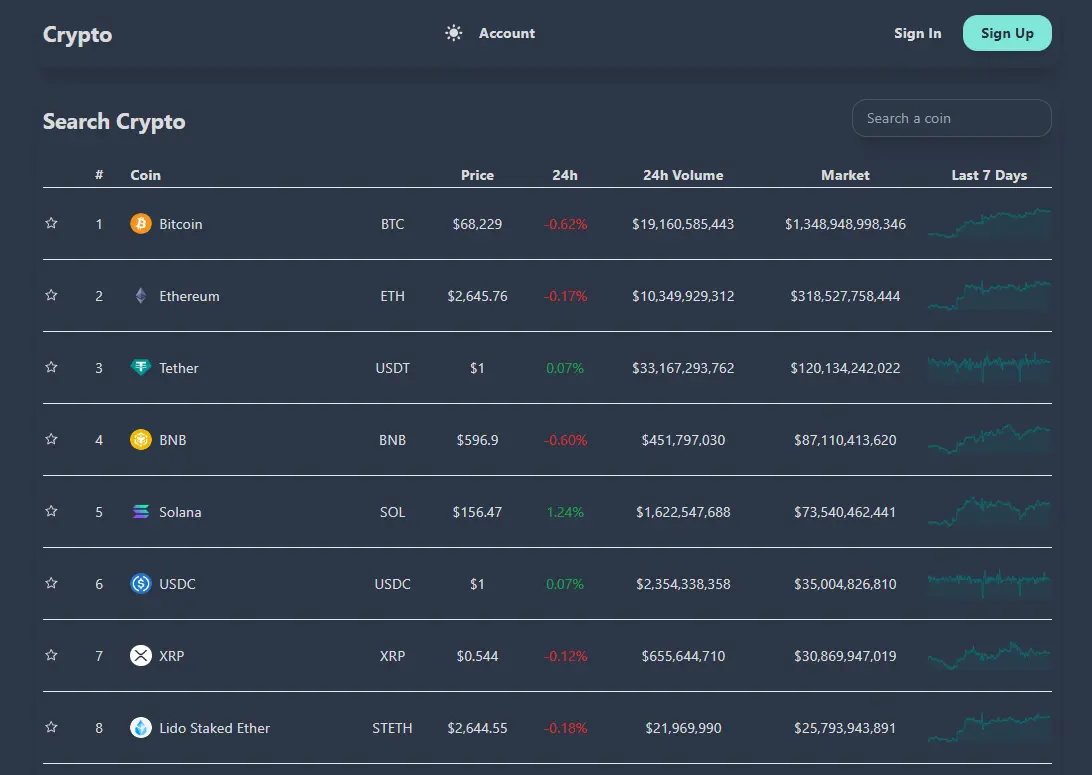 Crypto Account Sign In Sign Up
Search Crypto Search a coin
# Coin Price 24h 24h Volume Market Last 7 Days
1 Bitcoin BTC $68,229 -0.62% $19,160,585,443 $1,348,948,998,346
2 Ethereum ETH $2,645.76 -0.17% $10,349,929,312 $318,527,758,444
3 Tether USDT $1 0.07% $33,167,293,762 $120,134,242,022
4 BNB BNB $596.9 -0.60% $451,797,030 $87,110,413,620
5 Solana SOL $156.47 1.24% $1,622,547,688 $73,540,462,441
6 USDC USDC $1 0.07% $2,354,338,358 $35,004,826,810
7 XRP XRP $0.544 -0.12% $655,644,710 $30,869,947,019
8 Lido Staked Ether STETH $2,644.55 -0.18% $21,969,990 $25,793,943,891